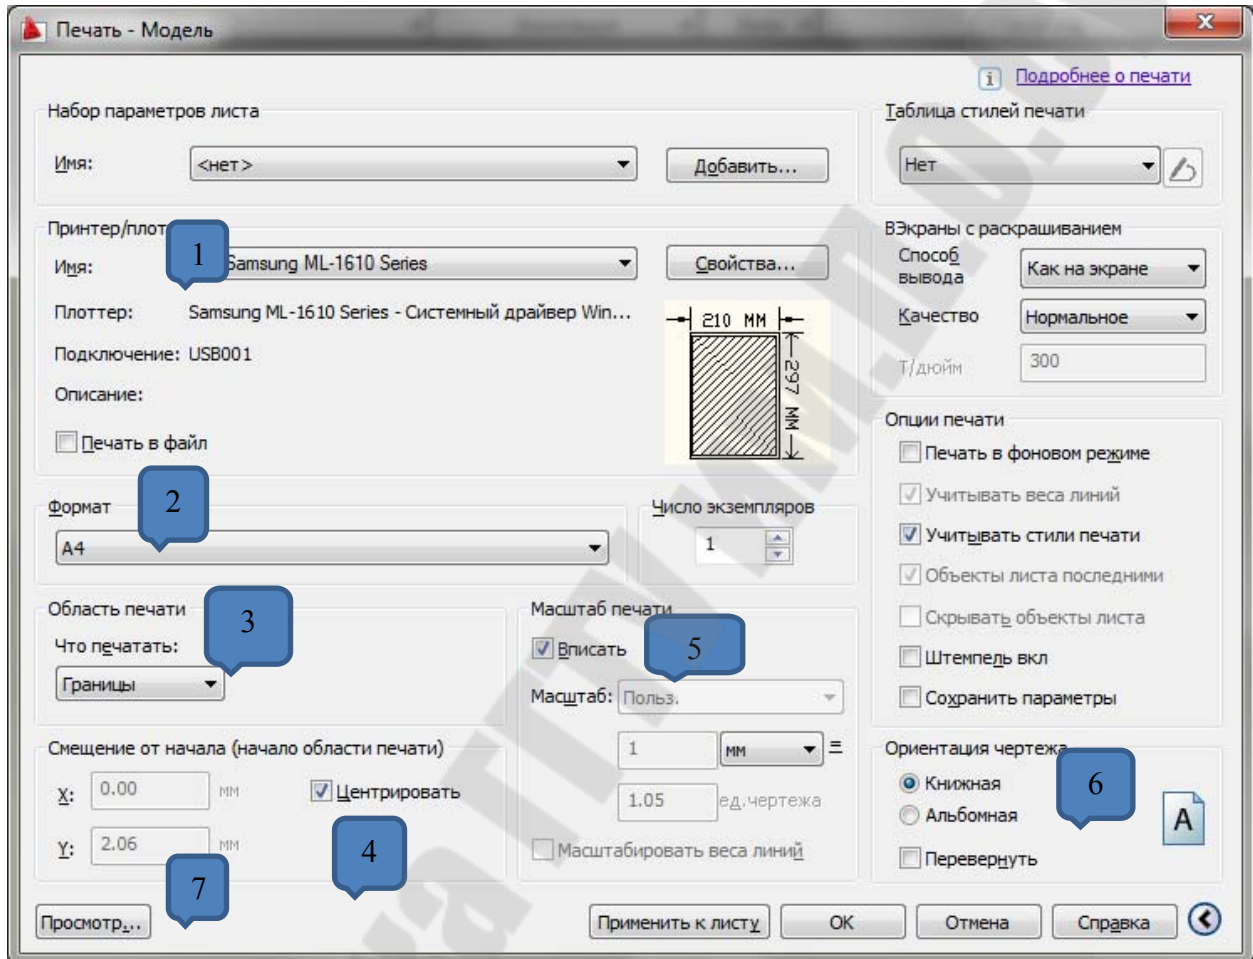 Печать - Модель
Подробнее о печати
Набор параметров листа
Имя: <нет> Добавить...
Таблица стилей печати
Нет
Принтер/плот
1
Имя: Samsung ML-1610 Series Свойства...
Плоттер: Samsung ML-1610 Series - Системный драйвер Win...
Подключение: USB001
Описание:
Печать в файл
210 MM
297 MM
ВЭкраны с раскрашиванием
Способ вывода Как на экране
Качество Нормальное
Т/дюйм 300
2
Формат
A4
Число экземпляров
1
Опции печати
Печать в фоновом режиме
Учитывать веса линий
Учитывать стили печати
Объекты листа последними
Скрывать объекты листа
Штемпель вкл
Сохранить параметры
Область печати
3
Что печатать:
Границы
Масштаб печати
Вписать
5
Масштаб: Польз.
1 мм =
1.05 ед.чертежа
Масштабировать веса линий
Смещение от начала (начало области печати)
X: 0.00 мм
Центрировать
Y: 2.06 мм
4
7
Ориентация чертежа
6
Книжная
Альбомная
Перевернуть
A
Просмотр... Применить к листу ОК Отмена Справка